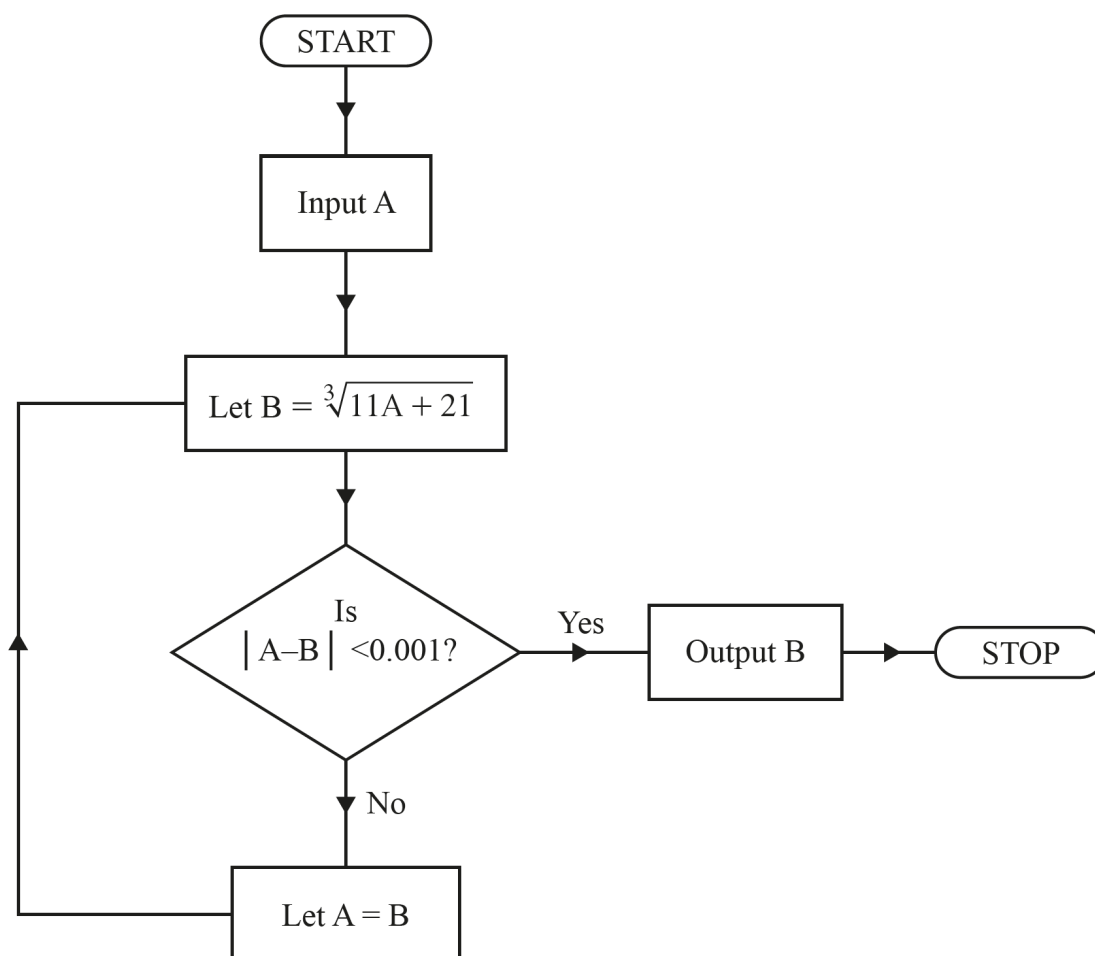 START
Input A
Let B = ∛11A + 21
Is
|A–B| <0.001?
Yes
Output B
STOP
No
Let A = B